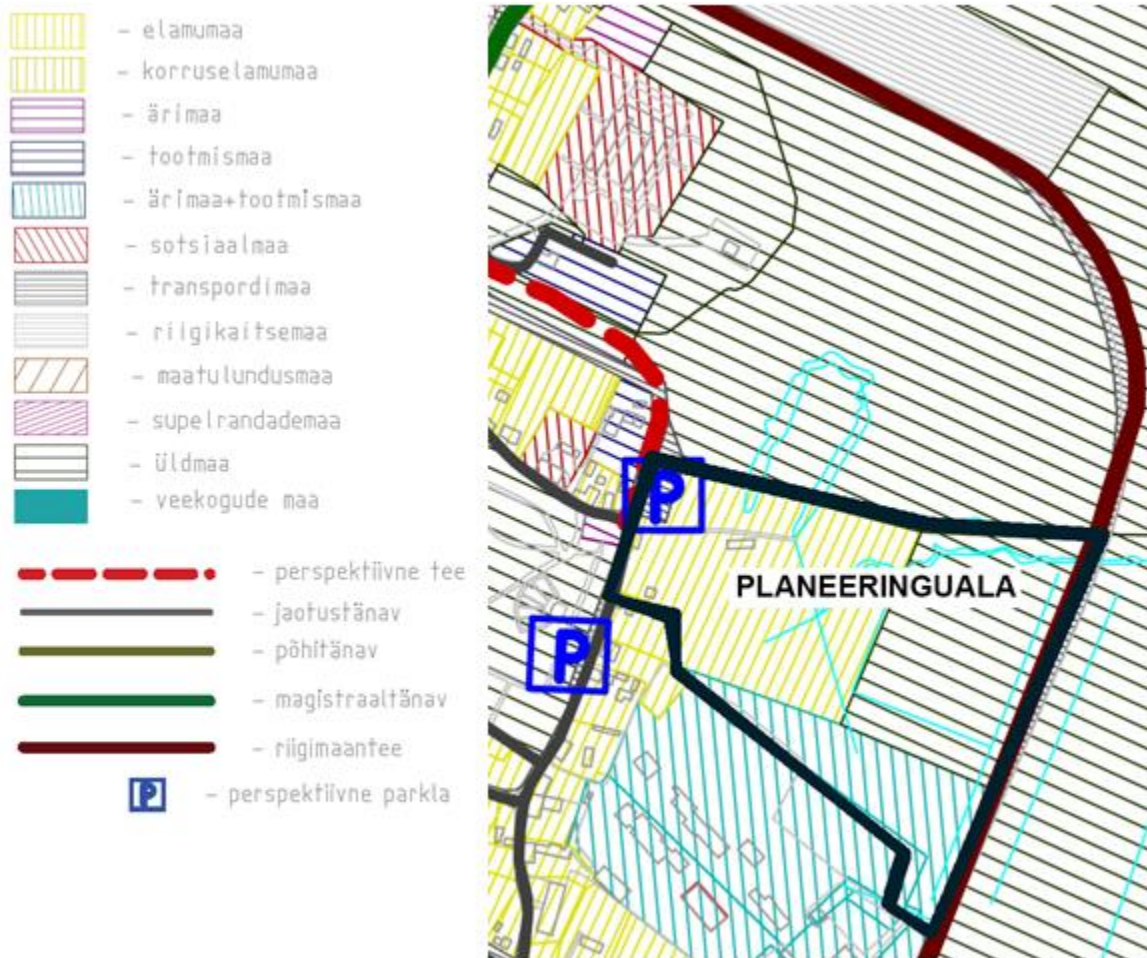 - elamumaa
- korruselamumaa
- ärimaa
- tootmismaa
- ärimaa+tootmismaa
- sotsiaalmaa
- transpordimaa
- riigikaitsemaa
- maatulundusmaa
- supelrandademaa
- üldmaa
- veekogude maa
- perspektiivne tee
- jaotustänav
- põhitänav
- magistraaltänav
- riigimaantee
P - perspektiivne parkla
P
PLANEERINGUALA
P